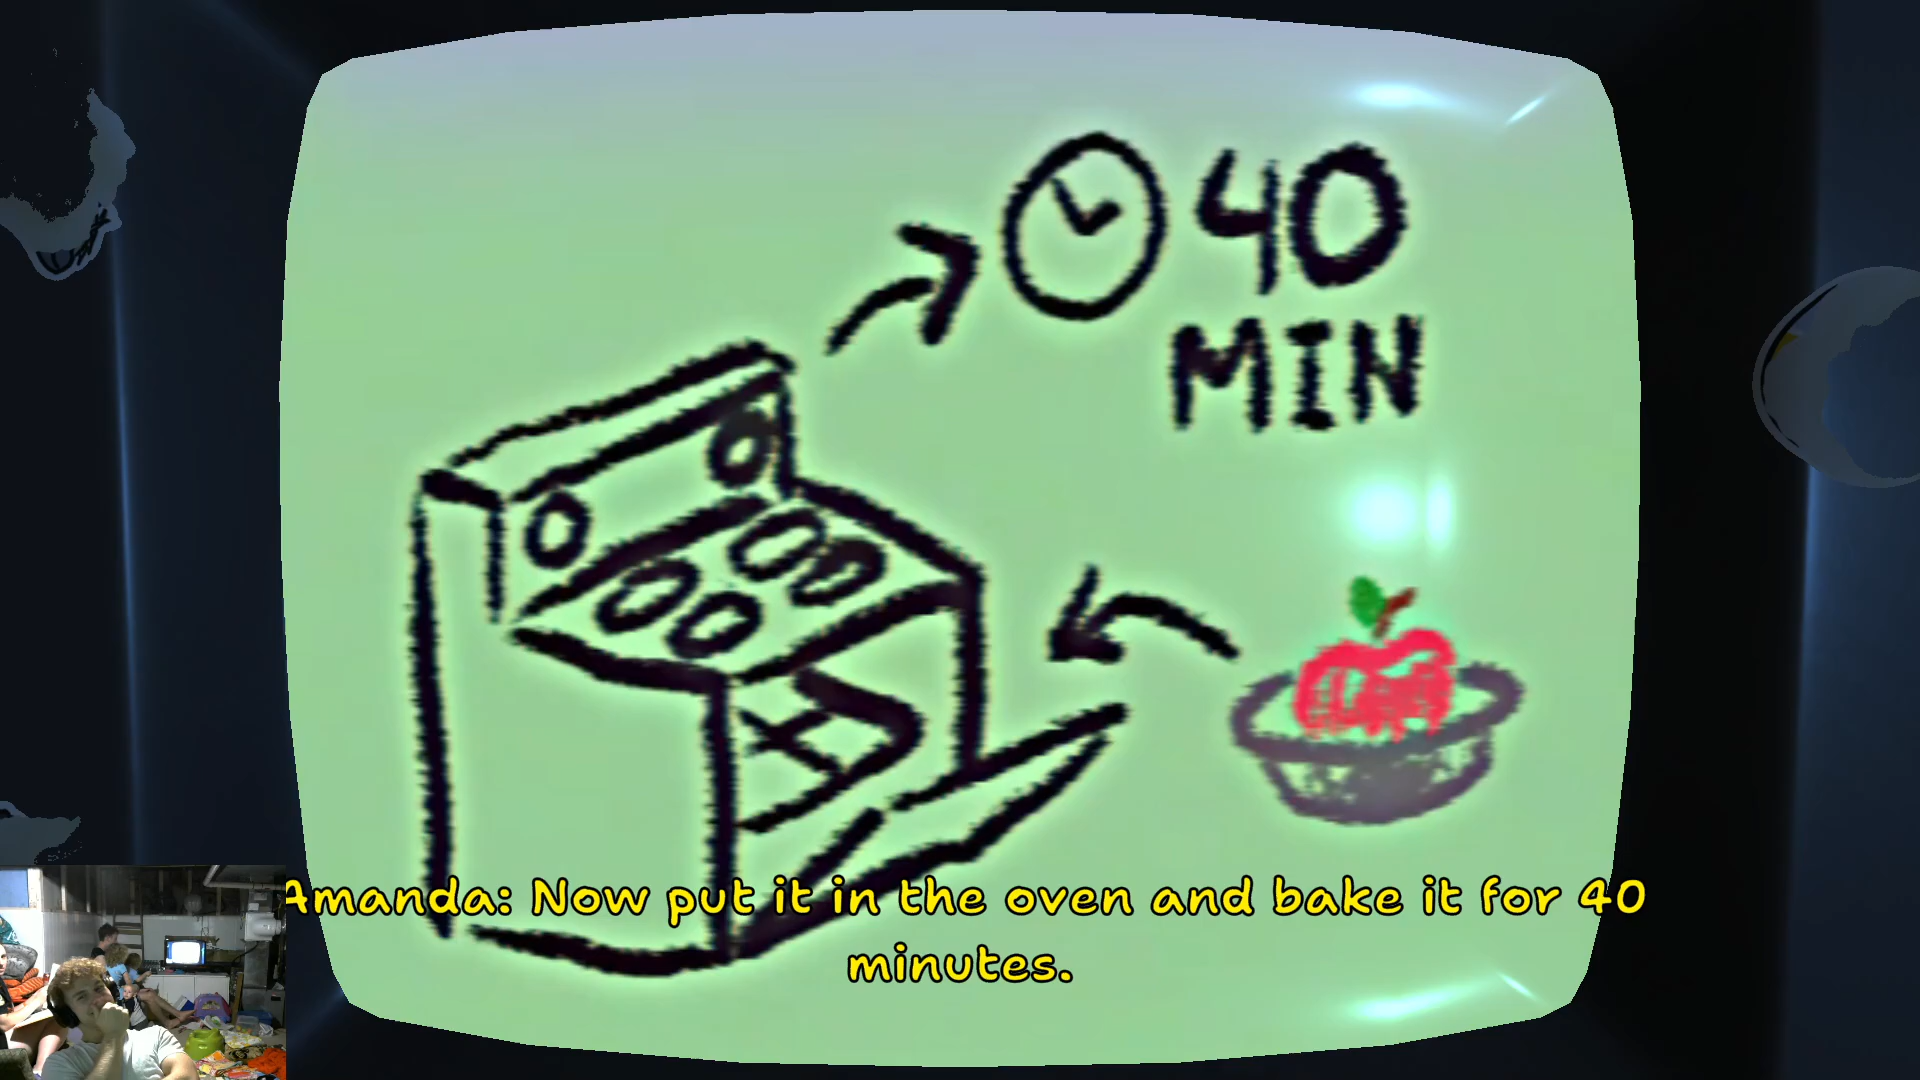 40
MIN
Amanda: Now put it in the oven and bake it for 40
minutes.